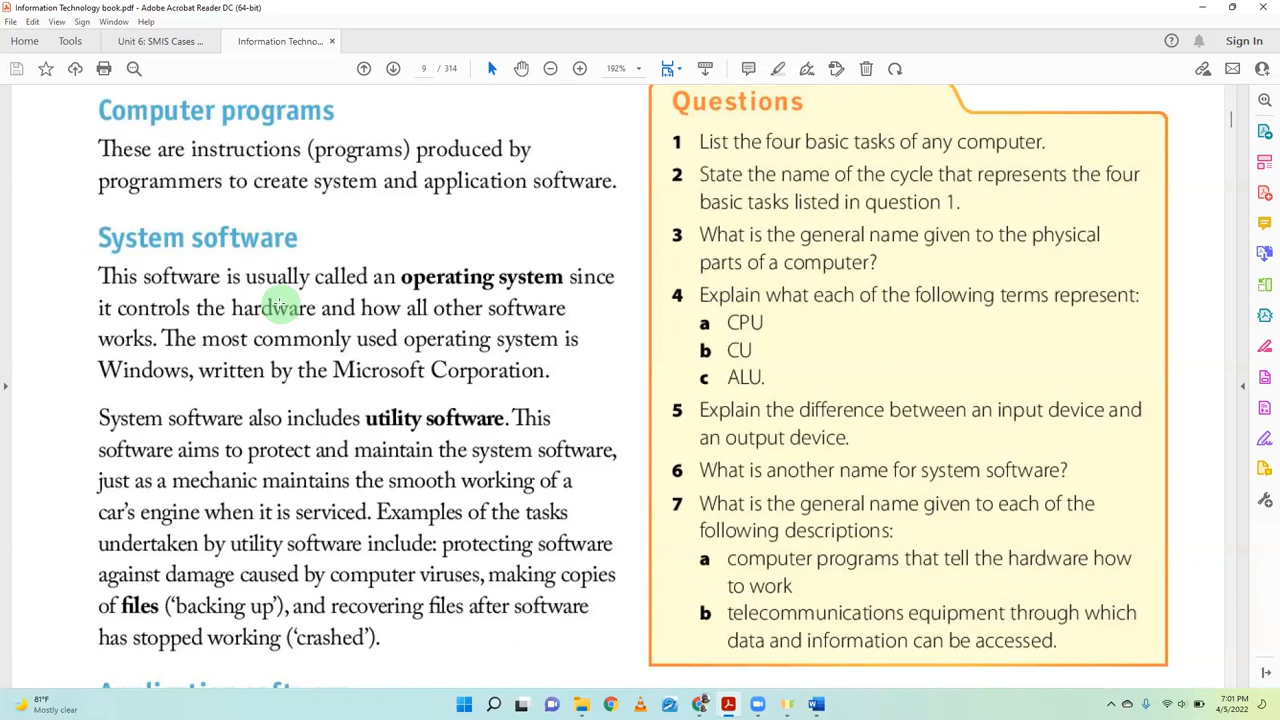 Information Technology book.pdf - Adobe Acrobat Reader DC (64-bit)
File Edit View Sign Window Help
Home Tools Unit 6: SMIS Cases ... Information Techno... × Sign In
9 / 314 192%
Computer programs
These are instructions (programs) produced by
programmers to create system and application software.
System software
This software is usually called an operating system since
it controls the hardware and how all other software
works. The most commonly used operating system is
Windows, written by the Microsoft Corporation.
System software also includes utility software. This
software aims to protect and maintain the system software,
just as a mechanic maintains the smooth working of a
car's engine when it is serviced. Examples of the tasks
undertaken by utility software include: protecting software
against damage caused by computer viruses, making copies
of files ('backing up'), and recovering files after software
has stopped working ('crashed').
Questions
1 List the four basic tasks of any computer.
2 State the name of the cycle that represents the four
basic tasks listed in question 1.
3 What is the general name given to the physical
parts of a computer?
4 Explain what each of the following terms represent:
a CPU
b CU
c ALU.
5 Explain the difference between an input device and
an output device.
6 What is another name for system software?
7 What is the general name given to each of the
following descriptions:
a computer programs that tell the hardware how
to work
b telecommunications equipment through which
data and information can be accessed.
81°F
Mostly clear
7:01 PM
4/5/2022